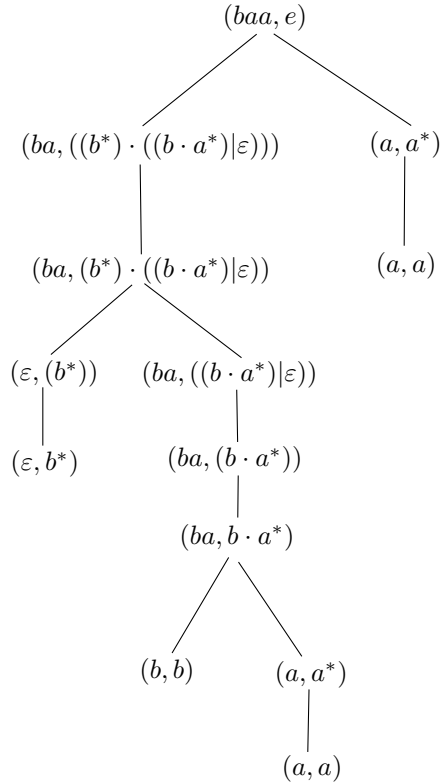 (baa, e)
(ba, ((b*) · ((b · a*)|ε))) (a, a*)
(ba, (b*) · ((b · a*)|ε)) (a, a)
(ε, (b*)) (ba, ((b · a*)|ε))
(ε, b*) (ba, (b · a*))
(ba, b · a*)
(b, b) (a, a*)
(a, a)